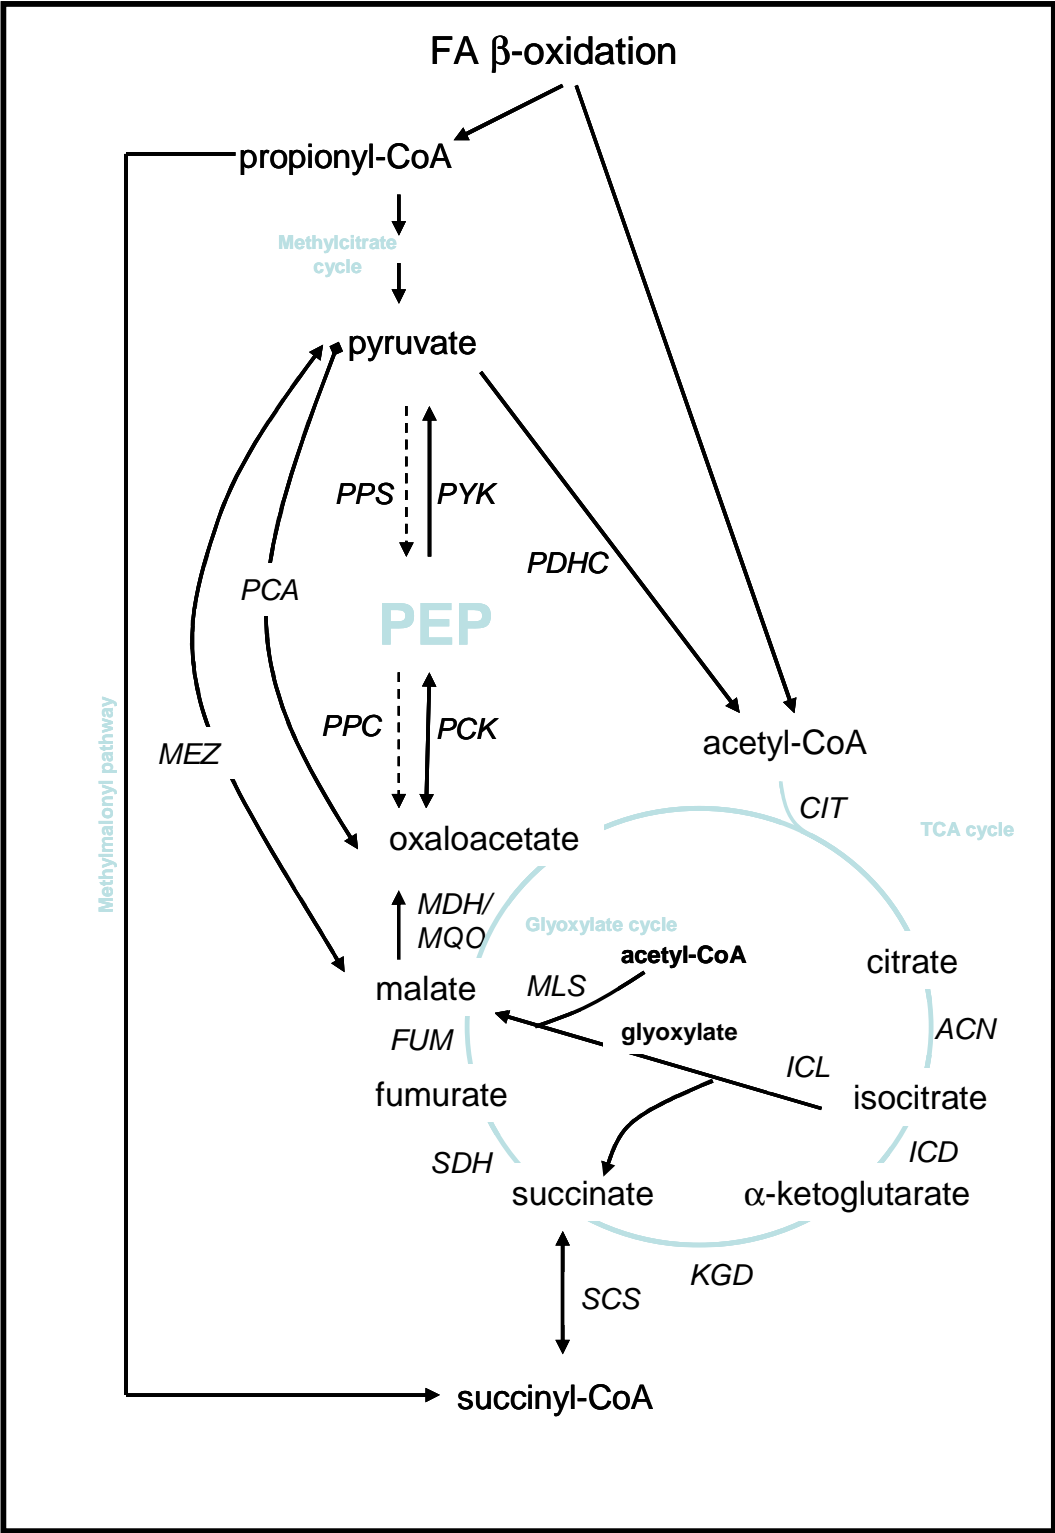 FA β-oxidation
propionyl-CoA
Methylcitrate
cycle
pyruvate
PPS
PYK
PDHC
PCA
PEP
Methylmalonyl pathway
PPC
PCK
MEZ
acetyl-CoA
CIT
TCA cycle
oxaloacetate
MDH/
MQO
Glyoxylate cycle
acetyl-CoA
citrate
malate
MLS
glyoxylate
ACN
FUM
ICL
fumurate
isocitrate
SDH
ICD
succinate
α-ketoglutarate
KGD
SCS
succinyl-CoA